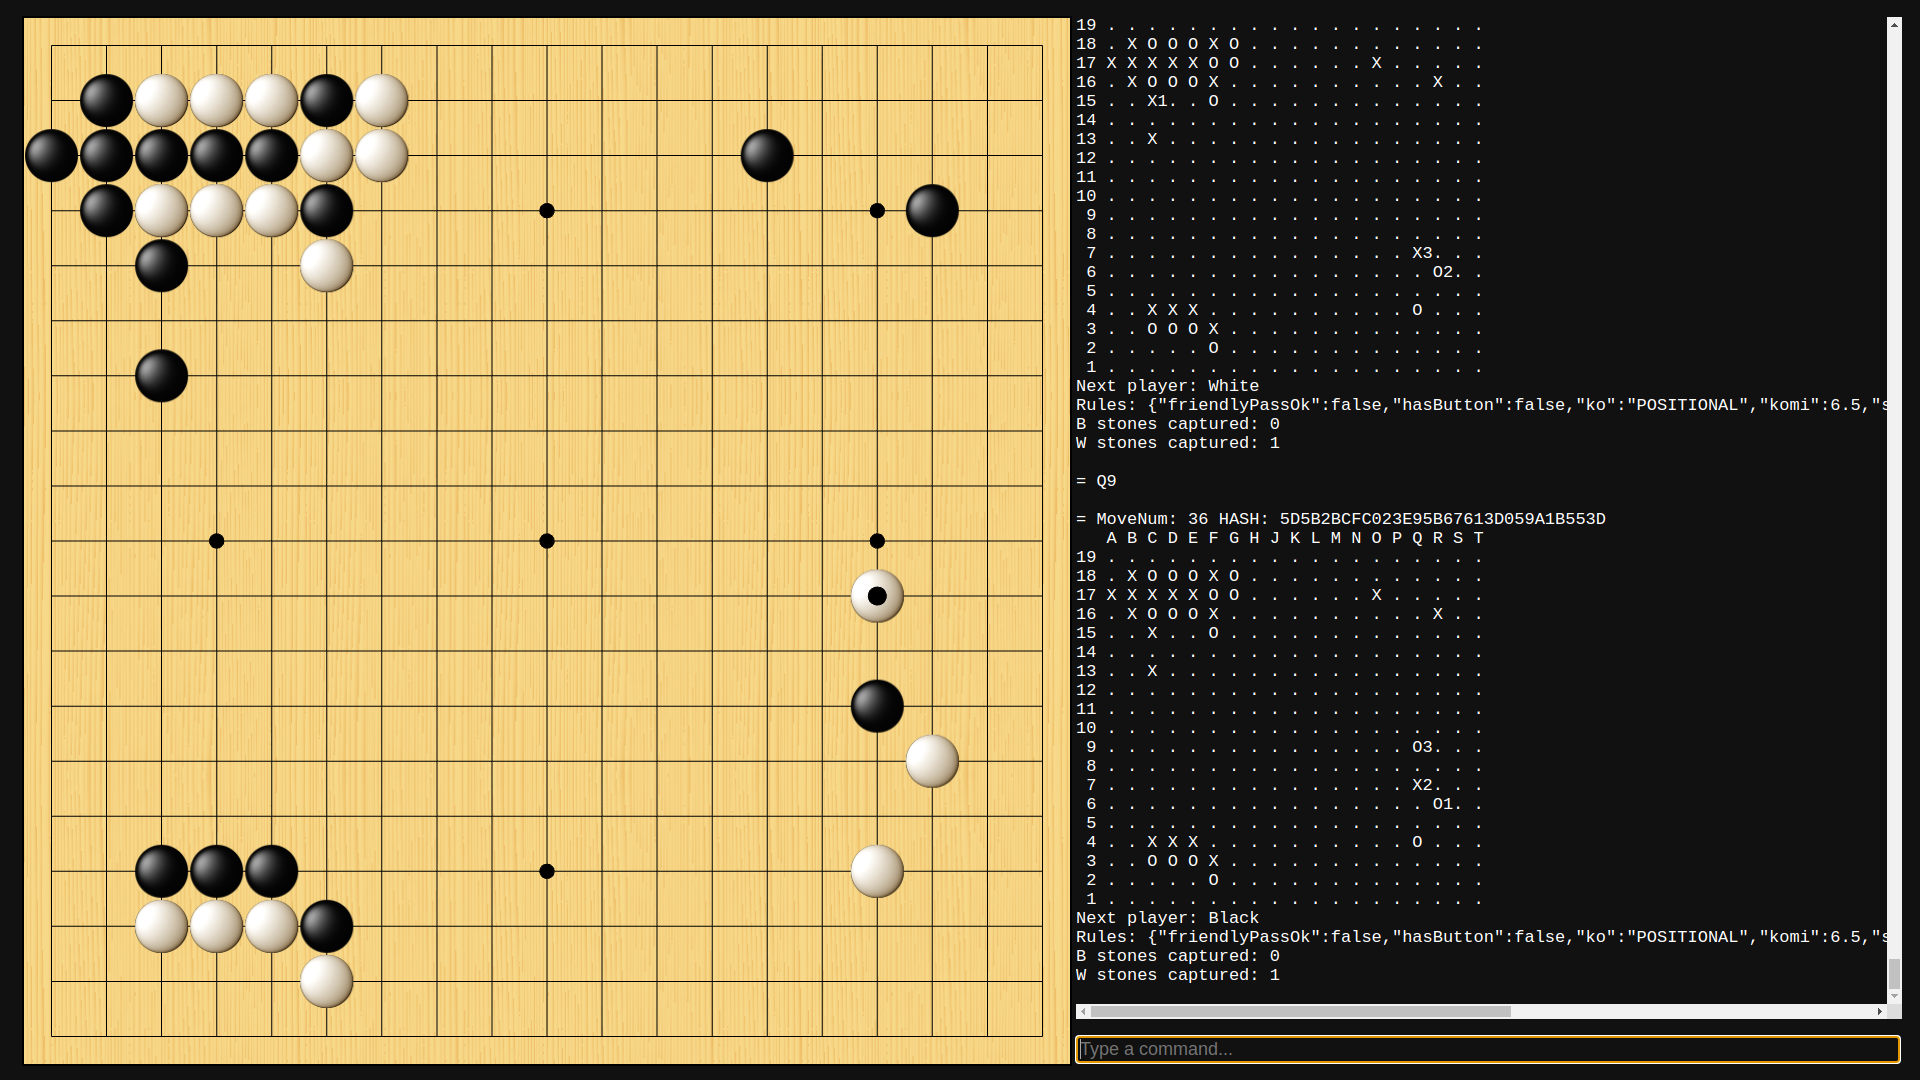 19 . . . . . . . . . . . . . . . . . . .
18 . X O O O X O . . . . . . . . . . . .
17 X X X X X O O . . . . . . X . . . . .
16 . X O O O X . . . . . . . . . . X . .
15 . . X1. . O . . . . . . . . . . . . .
14 . . . . . . . . . . . . . . . . . . .
13 . . X . . . . . . . . . . . . . . . .
12 . . . . . . . . . . . . . . . . . . .
11 . . . . . . . . . . . . . . . . . . .
10 . . . . . . . . . . . . . . . . . . .
9 . . . . . . . . . . . . . . . . . . .
8 . . . . . . . . . . . . . . . . . . .
7 . . . . . . . . . . . . . . . X3. . .
6 . . . . . . . . . . . . . . . . O2. .
5 . . . . . . . . . . . . . . . . . . .
4 . . X X X . . . . . . . . . . O . . .
3 . . O O O X . . . . . . . . . . . . .
2 . . . . . O . . . . . . . . . . . . .
1 . . . . . . . . . . . . . . . . . . .
Next player: White
Rules: {"friendlyPassOk":false,"hasButton":false,"ko":"POSITIONAL","komi":6.5,"s
B stones captured: 0
W stones captured: 1
= Q9
= MoveNum: 36 HASH: 5D5B2BCFC023E95B67613D059A1B553D
A B C D E F G H J K L M N O P Q R S T
19 . . . . . . . . . . . . . . . . . . .
18 . X O O O X O . . . . . . . . . . . .
17 X X X X X O O . . . . . . X . . . . .
16 . X O O O X . . . . . . . . . . X . .
15 . . X . . O . . . . . . . . . . . . .
14 . . . . . . . . . . . . . . . . . . .
13 . . X . . . . . . . . . . . . . . . .
12 . . . . . . . . . . . . . . . . . . .
11 . . . . . . . . . . . . . . . . . . .
10 . . . . . . . . . . . . . . . . . . .
9 . . . . . . . . . . . . . . . O3. . .
8 . . . . . . . . . . . . . . . . . . .
7 . . . . . . . . . . . . . . . X2. . .
6 . . . . . . . . . . . . . . . . O1. .
5 . . . . . . . . . . . . . . . . . . .
4 . . X X X . . . . . . . . . . O . . .
3 . . O O O X . . . . . . . . . . . . .
2 . . . . . O . . . . . . . . . . . . .
1 . . . . . . . . . . . . . . . . . . .
Next player: Black
Rules: {"friendlyPassOk":false,"hasButton":false,"ko":"POSITIONAL","komi":6.5,"s
B stones captured: 0
W stones captured: 1
Type a command...